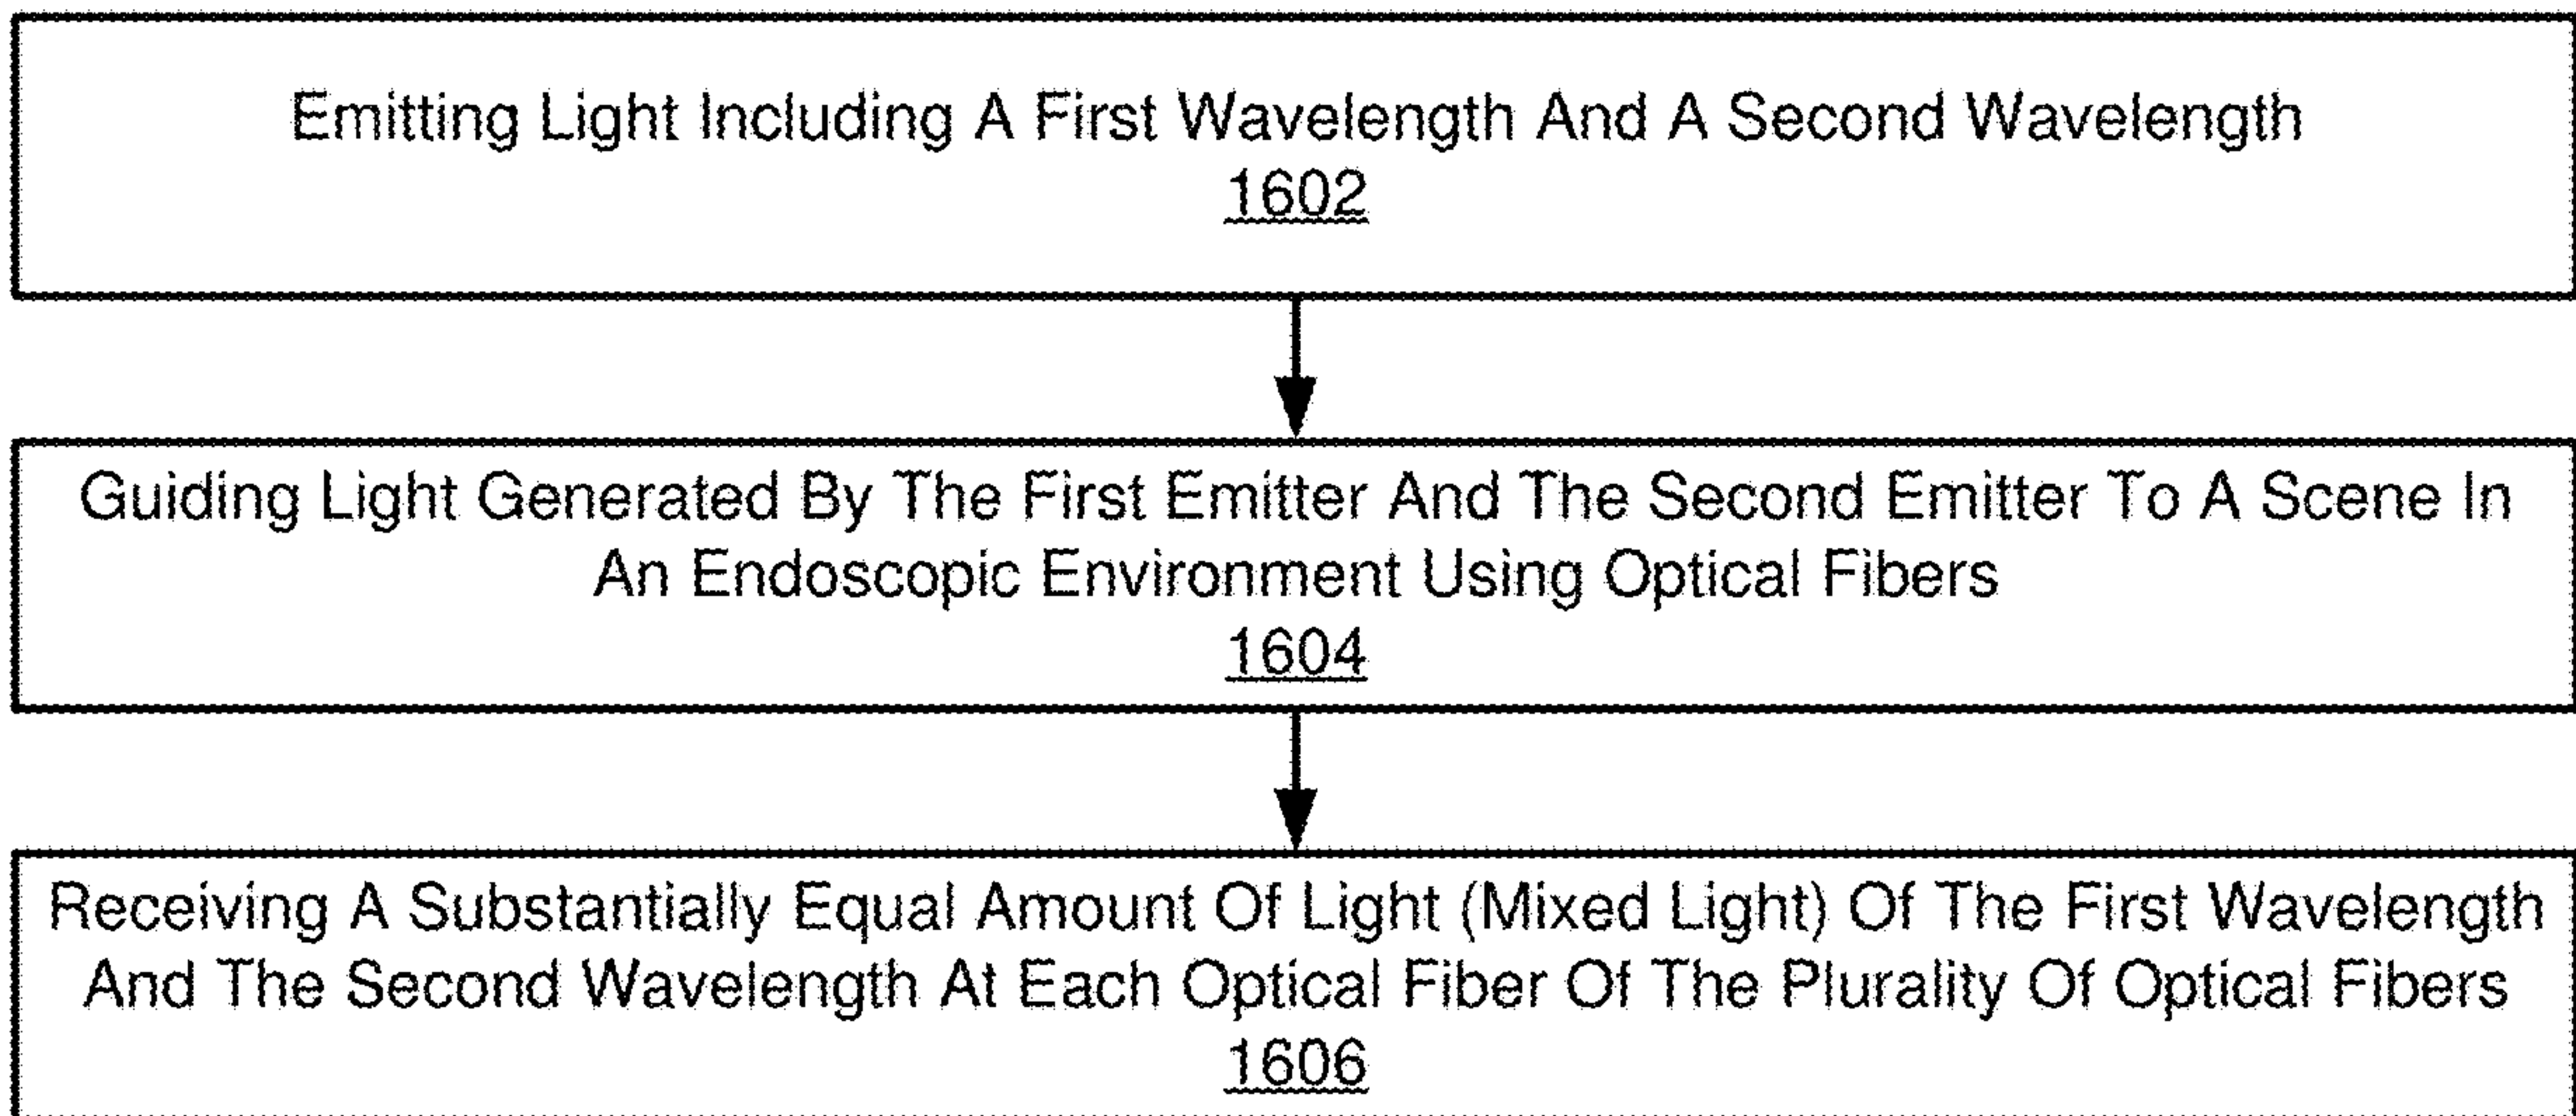 Emitting Light Including A First Wavelength And A Second Wavelength
1602
Guiding Light Generated By The First Emitter And The Second Emitter To A Scene In
An Endoscopic Environment Using Optical Fibers
1604
Receiving A Substantially Equal Amount Of Light (Mixed Light) Of The First Wavelength
And The Second Wavelength At Each Optical Fiber Of The Plurality Of Optical Fibers
1606